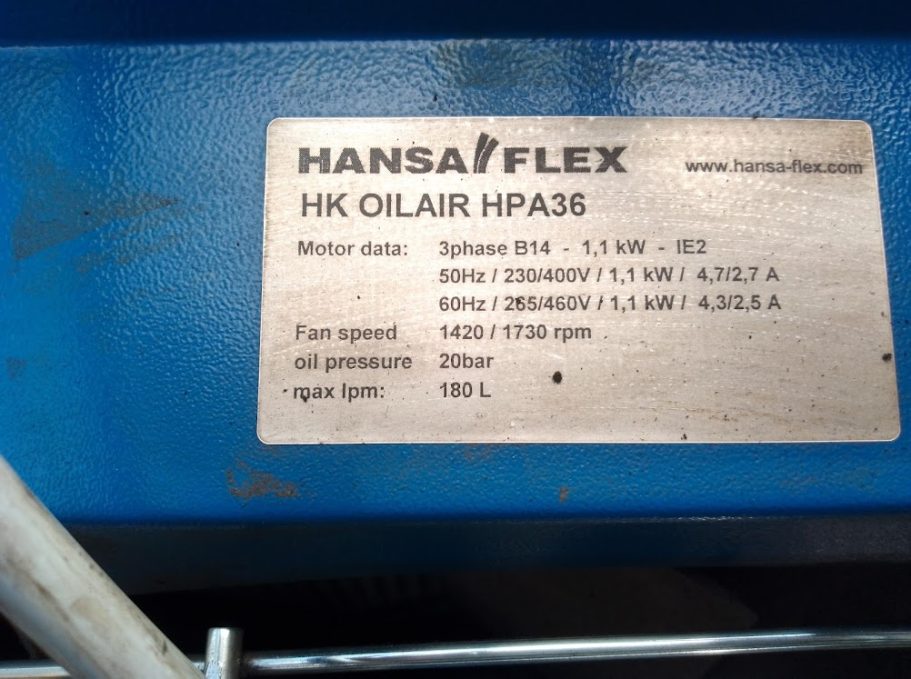 HANSA FLEX www.hansa-flex.com
HK OILAIR HPA36
Motor data: 3phase B14 - 1,1 kW - IE2
50Hz / 230/400V / 1,1 kW / 4,7/2,7 A
60Hz / 265/460V / 1,1 kW / 4,3/2,5 A
Fan speed 1420 / 1730 rpm
oil pressure 20bar
max lpm: 180 L